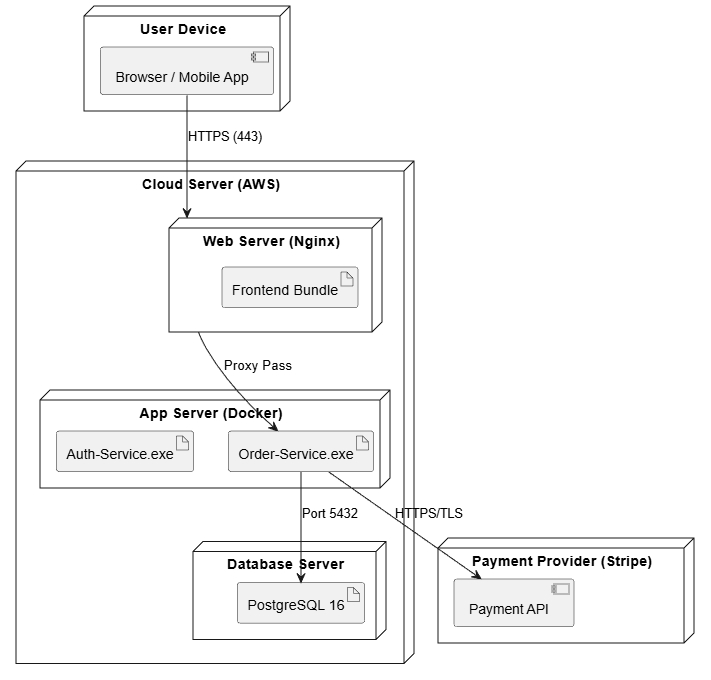 User Device
Browser / Mobile App
HTTPS (443)
Cloud Server (AWS)
Web Server (Nginx)
Frontend Bundle
Proxy Pass
App Server (Docker)
Auth-Service.exe
Order-Service.exe
Port 5432
HTTPS/TLS
Database Server
PostgreSQL 16
Payment Provider (Stripe)
Payment API